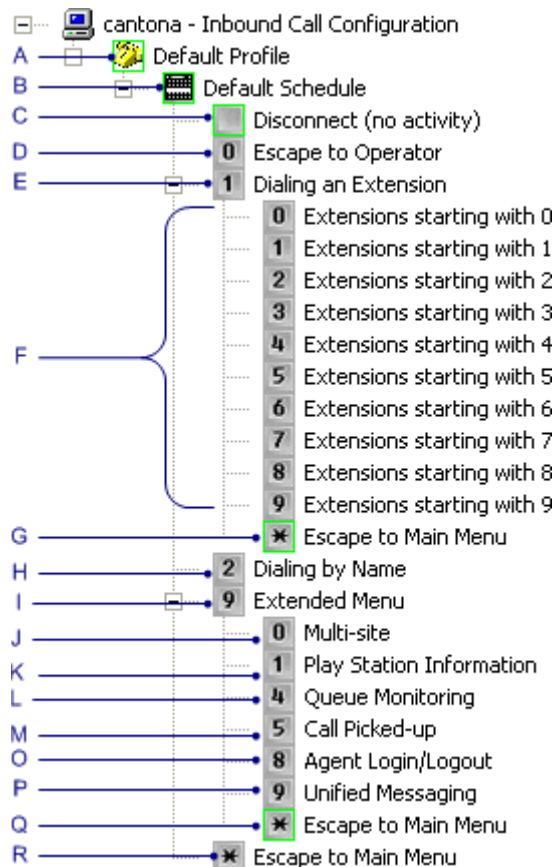 cantona - Inbound Call Configuration
A Default Profile
B Default Schedule
C Disconnect (no activity)
D 0 Escape to Operator
E 1 Dialing an Extension
0 Extensions starting with 0
1 Extensions starting with 1
2 Extensions starting with 2
3 Extensions starting with 3
4 Extensions starting with 4
F 5 Extensions starting with 5
6 Extensions starting with 6
7 Extensions starting with 7
8 Extensions starting with 8
9 Extensions starting with 9
G * Escape to Main Menu
H 2 Dialing by Name
I 9 Extended Menu
J 0 Multi-site
K 1 Play Station Information
L 4 Queue Monitoring
M 5 Call Picked-up
O 8 Agent Login/Logout
P 9 Unified Messaging
Q * Escape to Main Menu
R * Escape to Main Menu